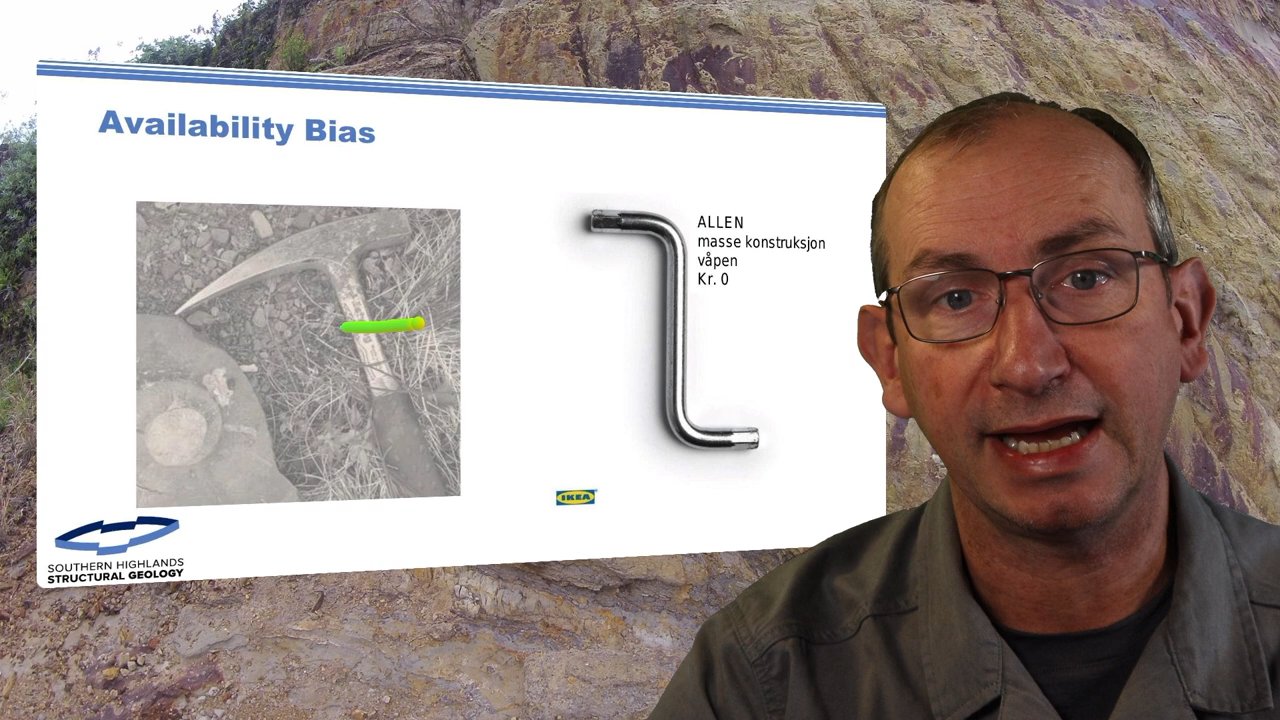 Availability Bias
ALLEN
masse konstruksjon
våpen
Kr. 0
IKEA
SOUTHERN HIGHLANDS
STRUCTURAL GEOLOGY